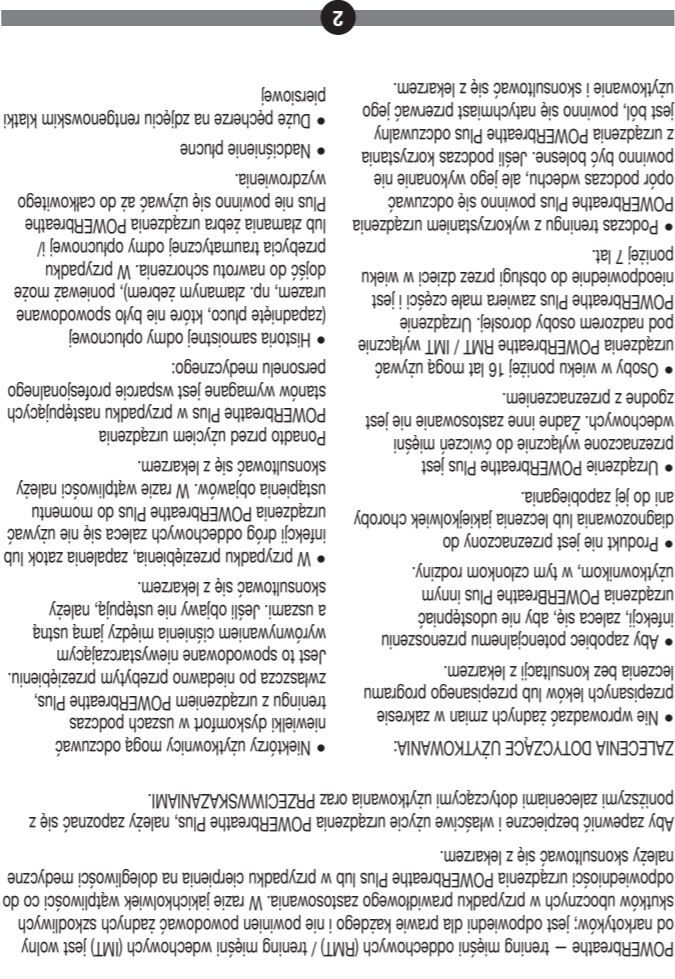 POWERbreathe – trening mięśni oddechowych (RMT) / trening mięśni wdechowych (IMT) jest wolny
od narkotyków; jest odpowiedni dla prawie każdego i nie powinien powodować żadnych szkodliwych
skutków ubocznych w przypadku prawidłowego zastosowania. W razie jakichkolwiek wątpliwości co do
odpowiedniości urządzenia POWERbreathe Plus lub w przypadku cierpienia na dolegliwości medyczne
należy skonsultować się z lekarzem.
Aby zapewnić bezpieczne i właściwe użycie urządzenia POWERbreathe Plus, należy zapoznać się z
poniższymi zaleceniami dotyczącymi użytkowania oraz PRZECIWWSKAZANIAMI.
ZALECENIA DOTYCZĄCE UŻYTKOWANIA:
● Nie wprowadzać żadnych zmian w zakresie
przepisanych leków lub przepisanego programu
leczenia bez konsultacji z lekarzem.
● Aby zapobiec potencjalnemu przenoszeniu
infekcji, zaleca się, aby nie udostępniać
urządzenia POWERBreathe Plus innym
użytkownikom, w tym członkom rodziny.
● Produkt nie jest przeznaczony do
diagnozowania lub leczenia jakiejkolwiek choroby
ani do jej zapobiegania.
● Urządzenie POWERbreathe Plus jest
przeznaczone wyłącznie do ćwiczeń mięśni
wdechowych. Żadne inne zastosowanie nie jest
zgodne z przeznaczeniem.
● Osoby w wieku poniżej 16 lat mogą używać
urządzenia POWERbreathe RMT / IMT wyłącznie
pod nadzorem osoby dorosłej. Urządzenie
POWERbreathe Plus zawiera małe części i jest
nieodpowiednie do obsługi przez dzieci w wieku
poniżej 7 lat.
● Podczas treningu z wykorzystaniem urządzenia
POWERbreathe Plus powinno się odczuwać
opór podczas wdechu, ale jego wykonanie nie
powinno być bolesne. Jeśli podczas korzystania
z urządzenia POWERbreathe Plus odczuwalny
jest ból, powinno się natychmiast przerwać jego
użytkowanie i skonsultować się z lekarzem.
● Niektórzy użytkownicy mogą odczuwać
niewielki dyskomfort w uszach podczas
treningu z urządzeniem POWERbreathe Plus,
zwłaszcza po niedawno przebytym przeziębieniu.
Jest to spowodowane niewystarczającym
wyrównywaniem ciśnienia między jamą ustną
a uszami. Jeśli objawy nie ustępują, należy
skonsultować się z lekarzem.
● W przypadku przeziębienia, zapalenia zatok lub
infekcji dróg oddechowych zaleca się nie używać
urządzenia POWERbreathe Plus do momentu
ustąpienia objawów. W razie wątpliwości należy
skonsultować się z lekarzem.
Ponadto przed użyciem urządzenia
POWERbreathe Plus w przypadku następujących
stanów wymagane jest wsparcie profesjonalnego
personelu medycznego:
● Historia samoistnej odmy opłucnowej
(zapadnięte płuco, które nie było spowodowane
urazem, np. złamanym żebrem), ponieważ może
dojść do nawrotu schorzenia. W przypadku
przebycia traumatycznej odmy opłucnowej i/
lub złamania żebra urządzenia POWERbreathe
Plus nie powinno się używać aż do całkowitego
wyzdrowienia.
● Nadciśnienie płucne
● Duże pęcherze na zdjęciu rentgenowskim klatki
piersiowej
2